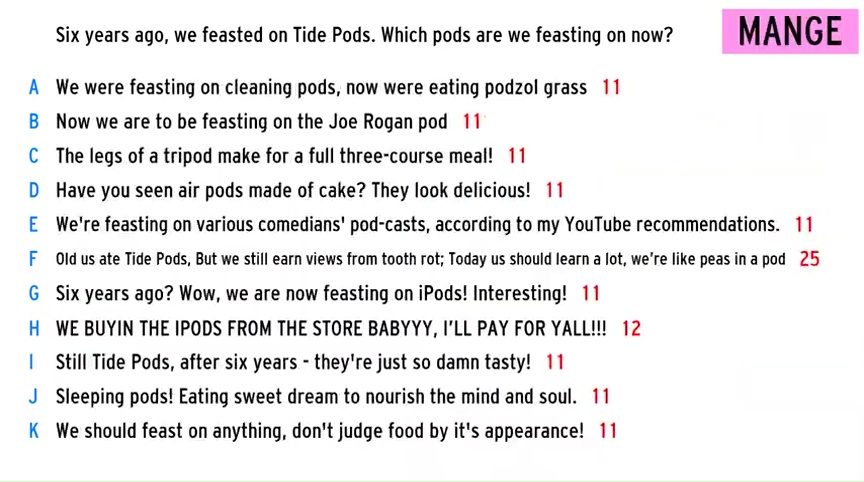 Six years ago, we feasted on Tide Pods. Which pods are we feasting on now?
MANGE
A We were feasting on cleaning pods, now were eating podzol grass 11
B Now we are to be feasting on the Joe Rogan pod 11
C The legs of a tripod make for a full three-course meal! 11
D Have you seen air pods made of cake? They look delicious! 11
E We're feasting on various comedians' pod-casts, according to my YouTube recommendations. 11
F Old us ate Tide Pods, But we still earn views from tooth rot; Today us should learn a lot, we're like peas in a pod 25
G Six years ago? Wow, we are now feasting on iPods! Interesting! 11
H WE BUYIN THE IPODS FROM THE STORE BABYYY, I'LL PAY FOR YALL!!! 12
I Still Tide Pods, after six years - they're just so damn tasty! 11
J Sleeping pods! Eating sweet dream to nourish the mind and soul. 11
K We should feast on anything, don't judge food by it's appearance! 11